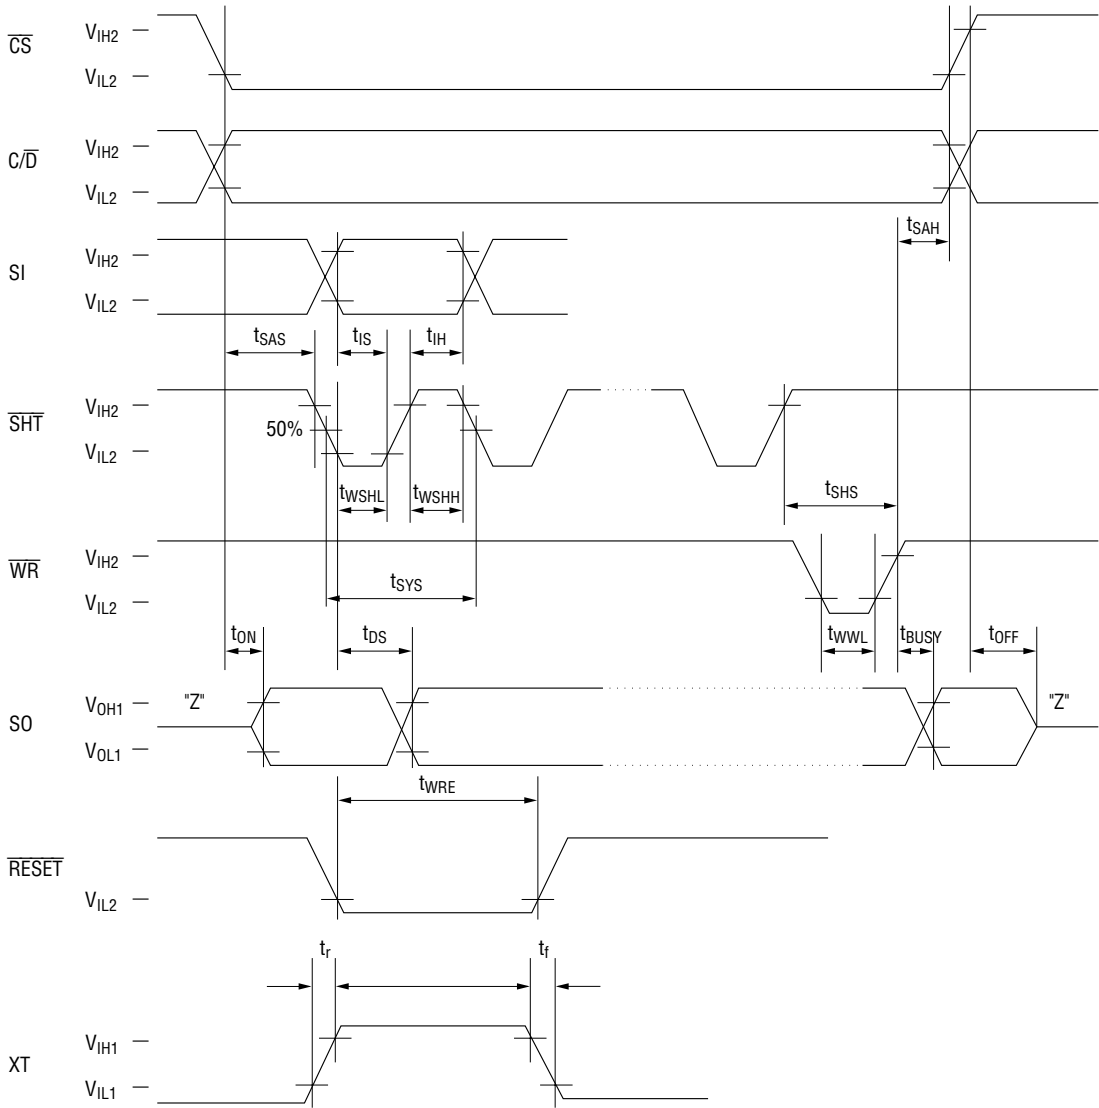 CS
VIH2
VIL2
C/D
VIH2
VIL2
tSAH
SI
VIH2
VIL2
tSAS
tIS
tIH
SHT
VIH2
50%
VIL2
tWSHL
tWSHH
tSHS
WR
VIH2
VIL2
tSYS
tWWL
tBUSY
tON
tDS
tOFF
SO
VOH1
"Z"
"Z"
VOL1
tWRE
RESET
VIL2
tr
tf
XT
VIH1
VIL1